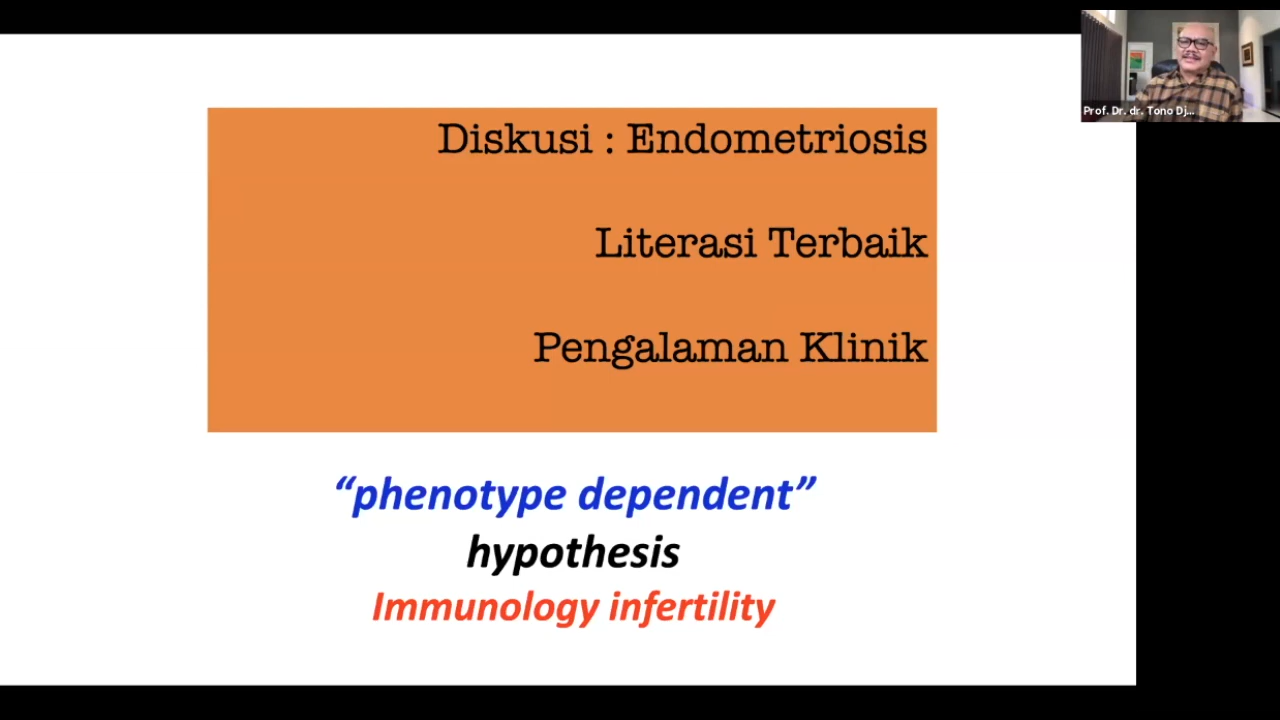 Diskusi : Endometriosis
Literasi Terbaik
Pengalaman Klinik
“phenotype dependent”
hypothesis
Immunology infertility
Prof. Dr. dr. Tono Dj...